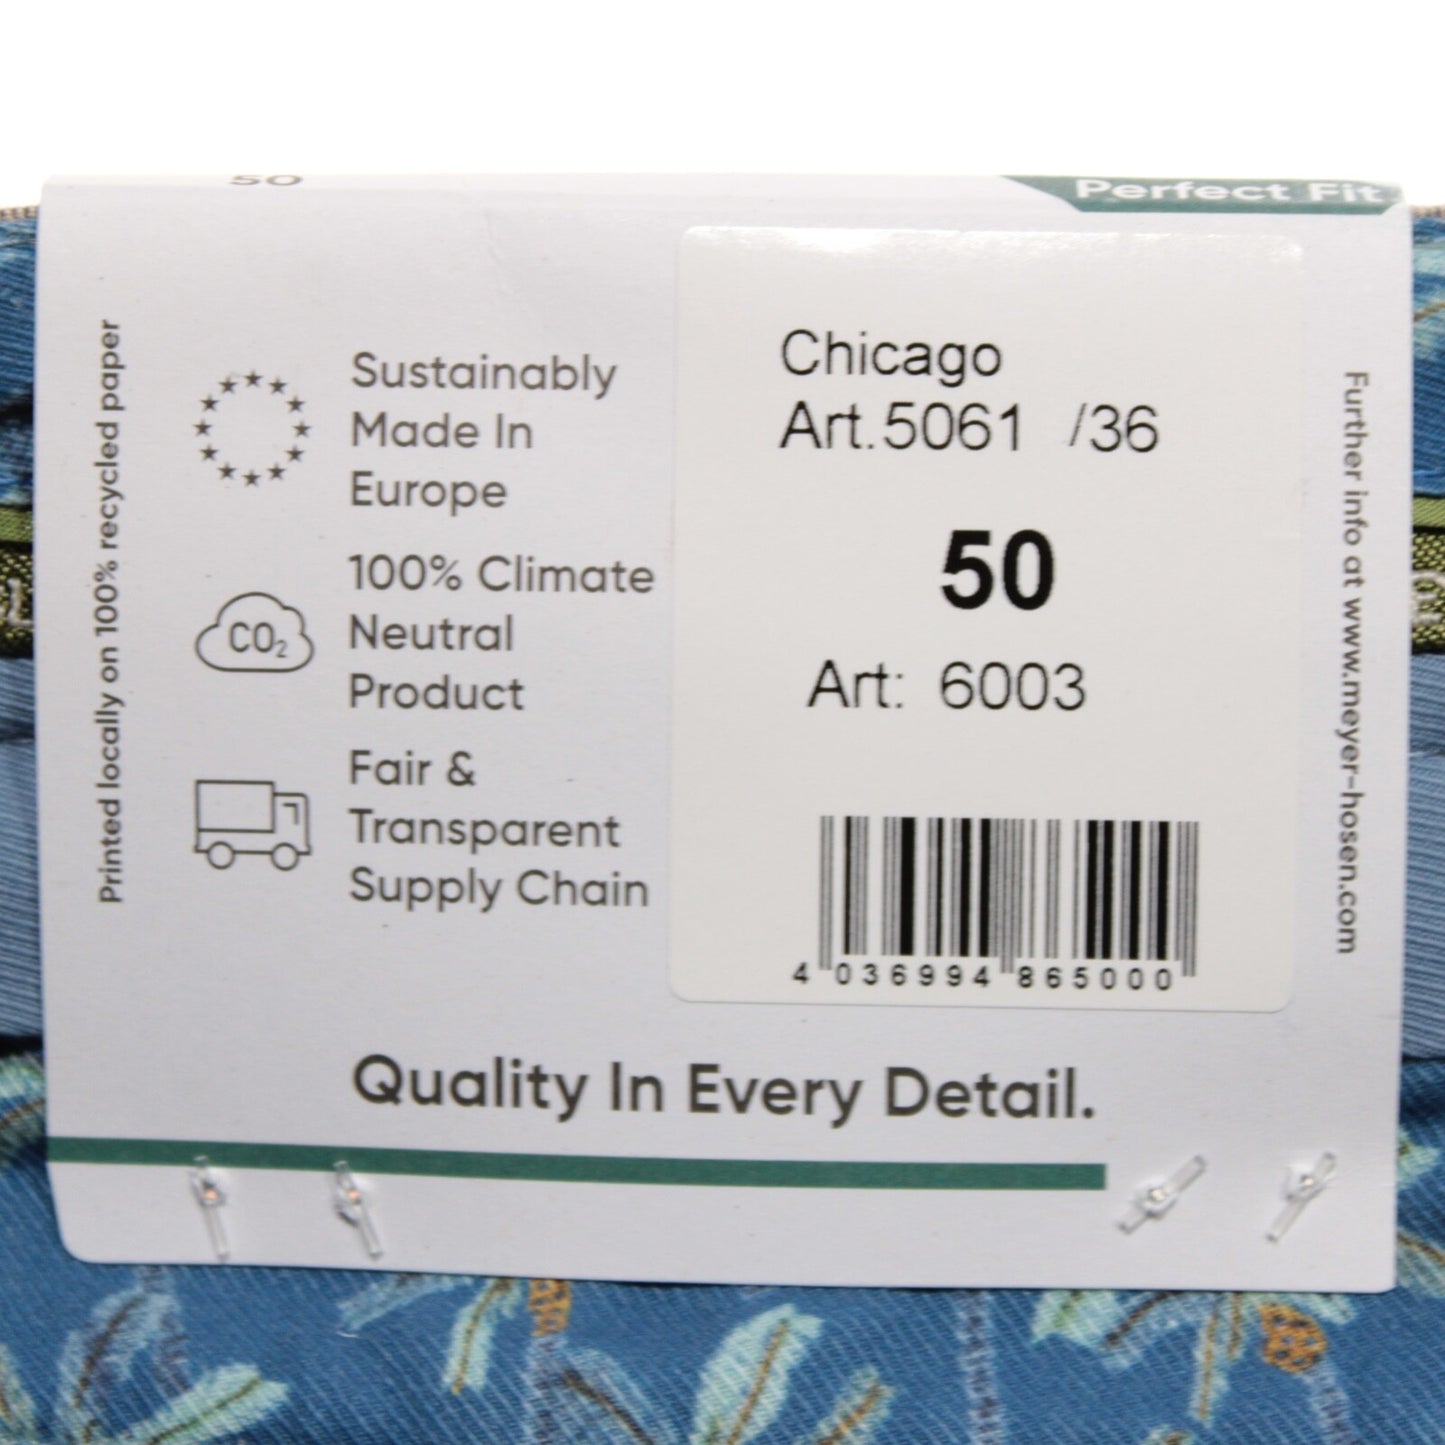 50
Perfect Fit
Printed locally on 100% recycled paper
Sustainably
Made In
Europe
CO₂
100% Climate
Neutral
Product
Fair &
Transparent
Supply Chain
Chicago
Art.5061 /36
50
Art: 6003
4 036994 865000
Further info at www.meyer-hosen.com
Quality In Every Detail.